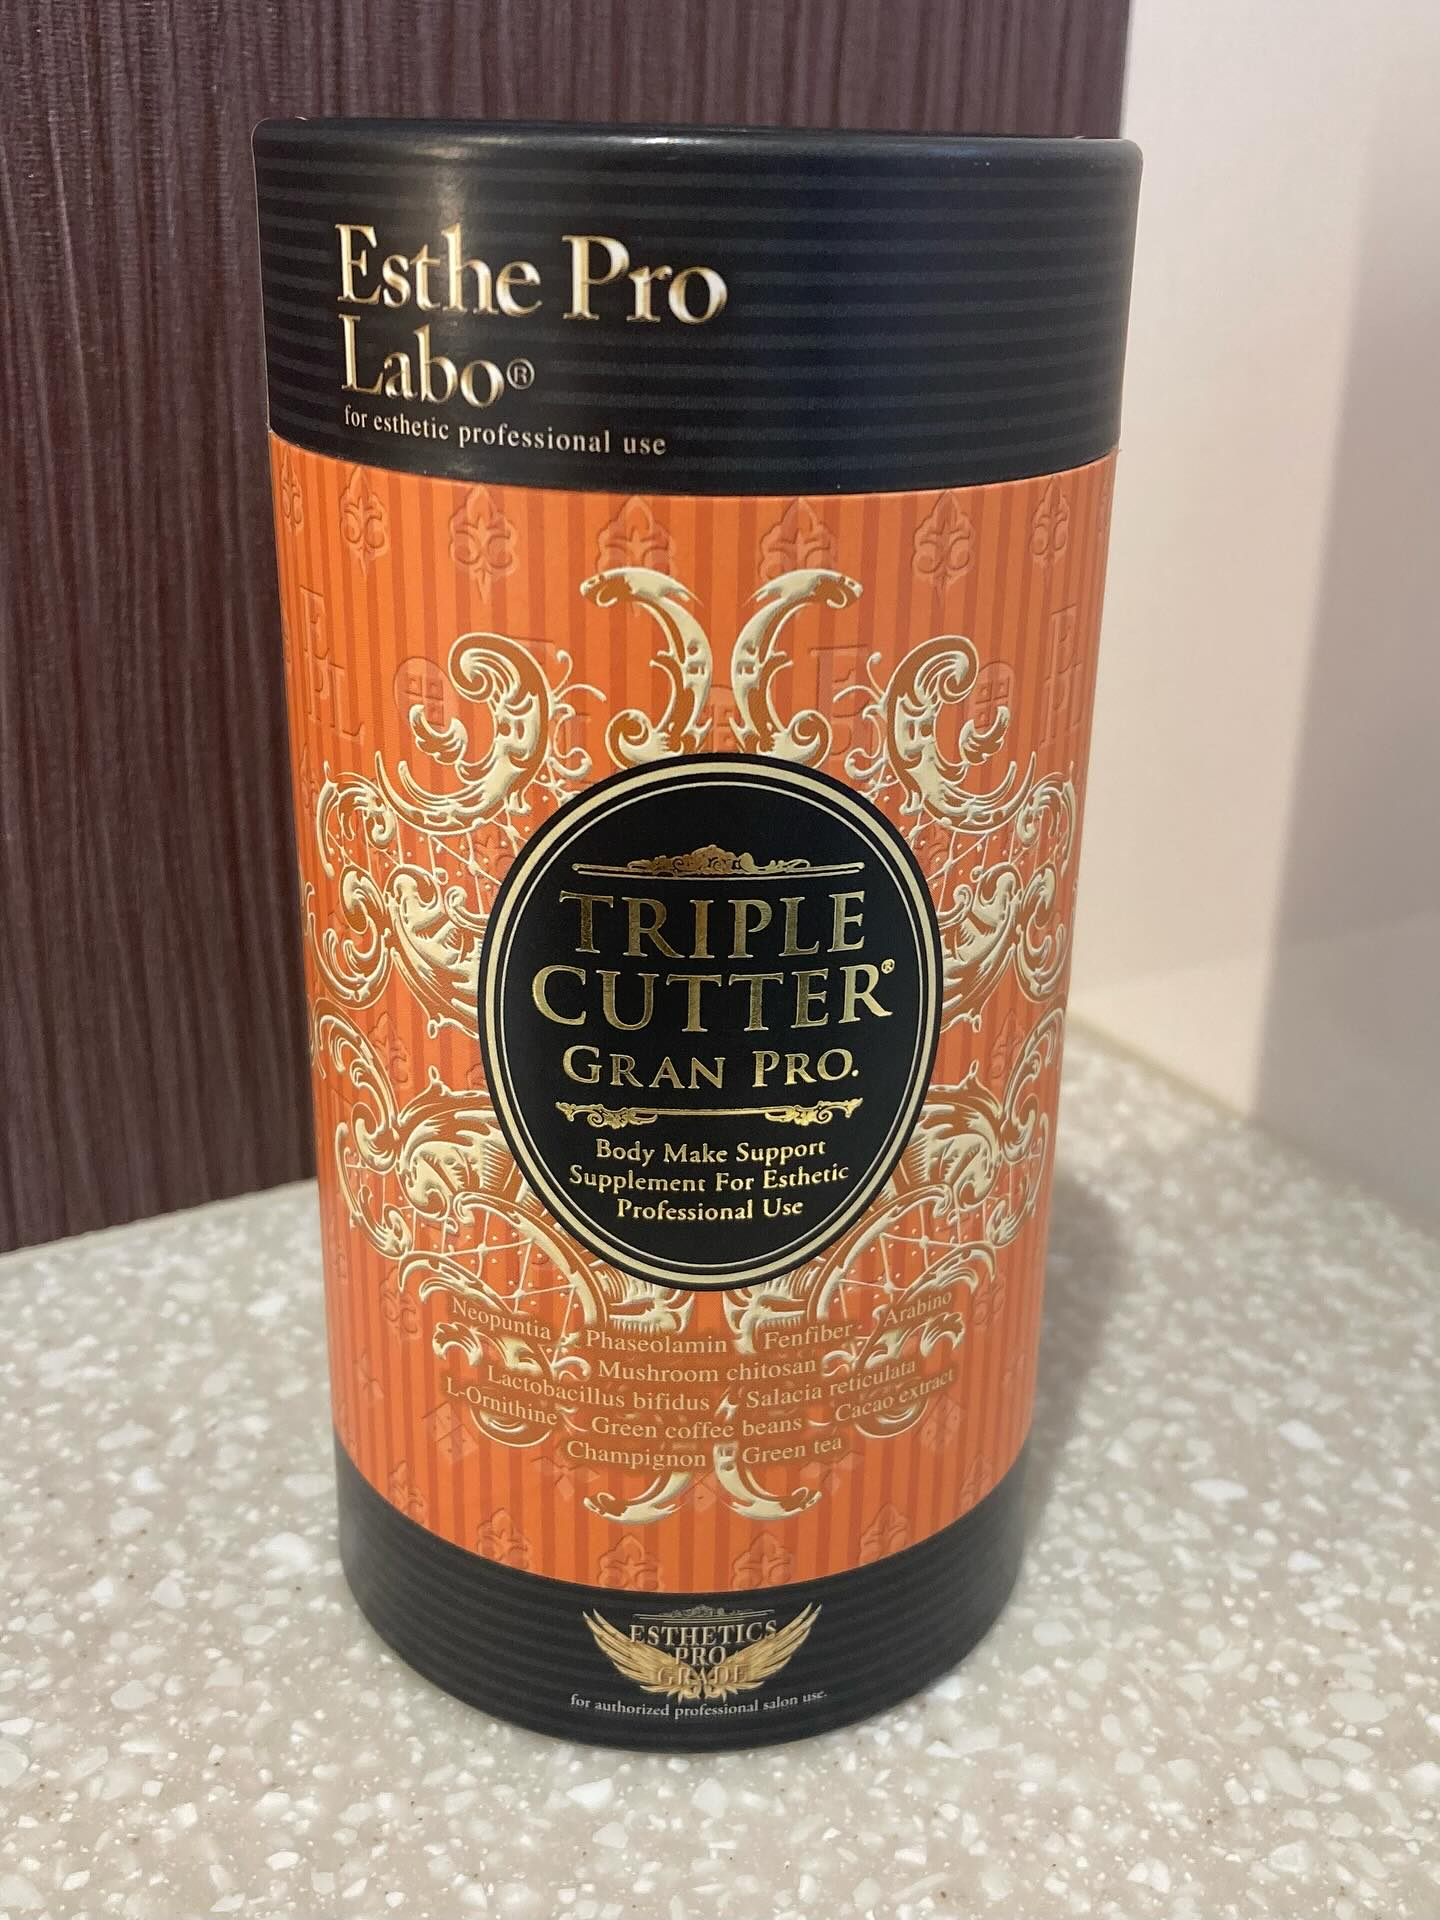 Esthe Pro
Labo®
for esthetic professional use
TRIPLE
CUTTER®
GRAN PRO.
Body Make Support
Supplement For Esthetic
Professional Use
Neopuntia Phaseolamin Fenfiber Arabino
Mushroom chitosan
Lactobacillus bifidus Salacia reticulata
L-Ornithine Green coffee beans Cacao extract
Champignon Green tea
ESTHETICS
PRO
GRADE
for authorized professional salon use.